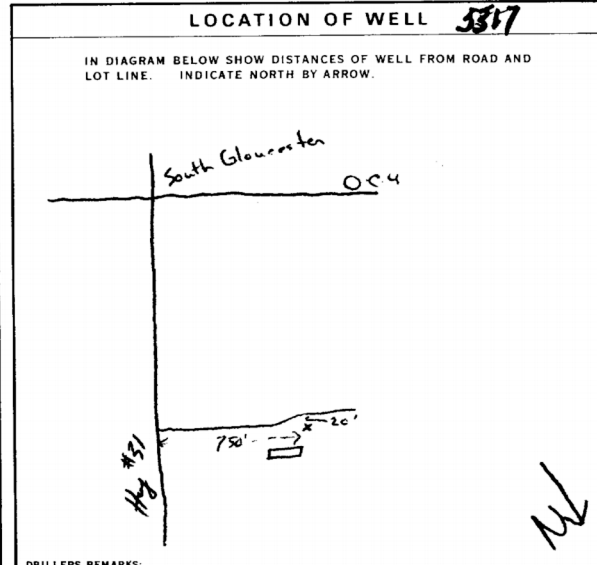 LOCATION OF WELL 5317
IN DIAGRAM BELOW SHOW DISTANCES OF WELL FROM ROAD AND
LOT LINE. INDICATE NORTH BY ARROW.
South Gloucester
O.C.4
20'
x
750'
Hwy #31
N
DRILLERS REMARKS: